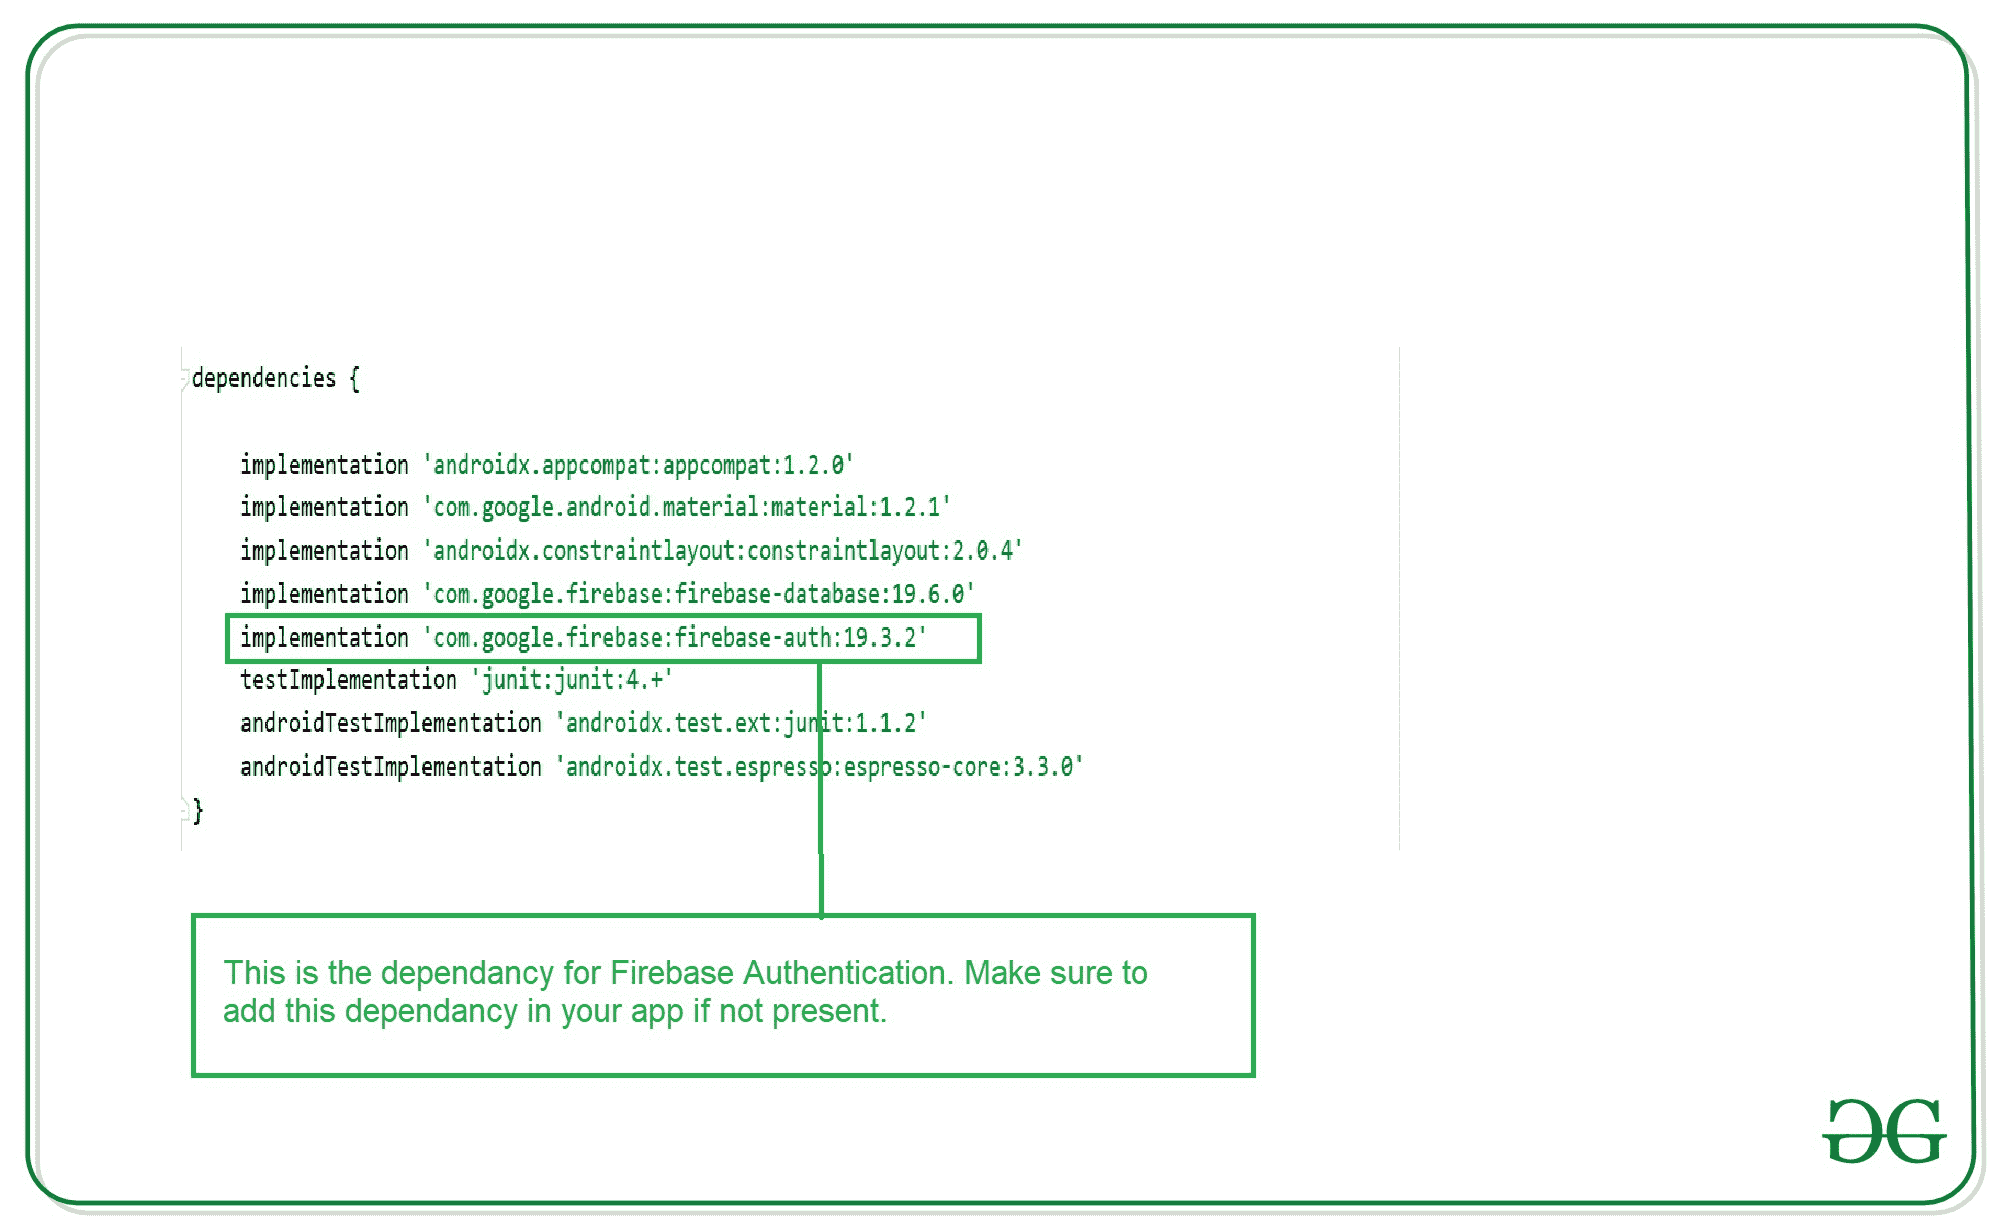 dependencies {
implementation 'androidx.appcompat:appcompat:1.2.0'
implementation 'com.google.android.material:material:1.2.1'
implementation 'androidx.constraintlayout:constraintlayout:2.0.4'
implementation 'com.google.firebase:firebase-database:19.6.0'
implementation 'com.google.firebase:firebase-auth:19.3.2'
testImplementation 'junit:junit:4.+'
androidTestImplementation 'androidx.test.ext:junit:1.1.2'
androidTestImplementation 'androidx.test.espresso:espresso-core:3.3.0'
}
This is the dependancy for Firebase Authentication. Make sure to
add this dependancy in your app if not present.